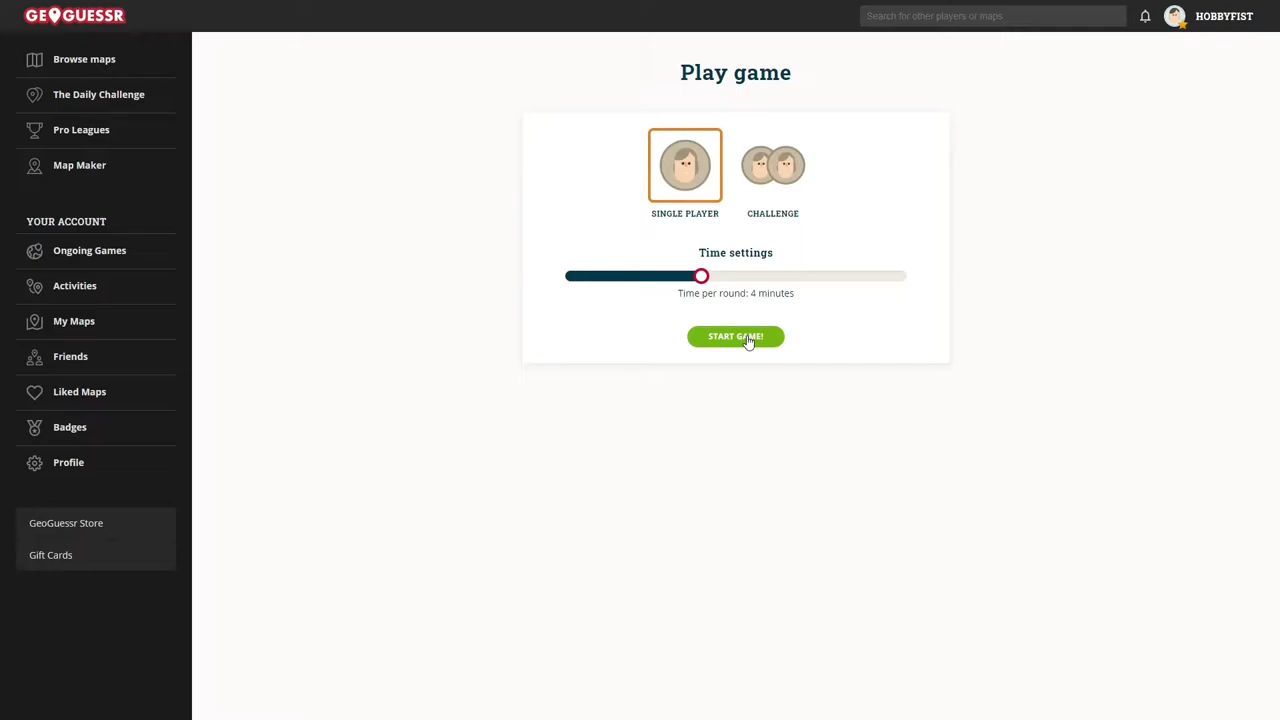 GEOGUESSR
Search for other players or maps
HOBBYFIST
Browse maps
The Daily Challenge
Pro Leagues
Map Maker
YOUR ACCOUNT
Ongoing Games
Activities
My Maps
Friends
Liked Maps
Badges
Profile
GeoGuessr Store
Gift Cards
Play game
SINGLE PLAYER
CHALLENGE
Time settings
Time per round: 4 minutes
START GAME!